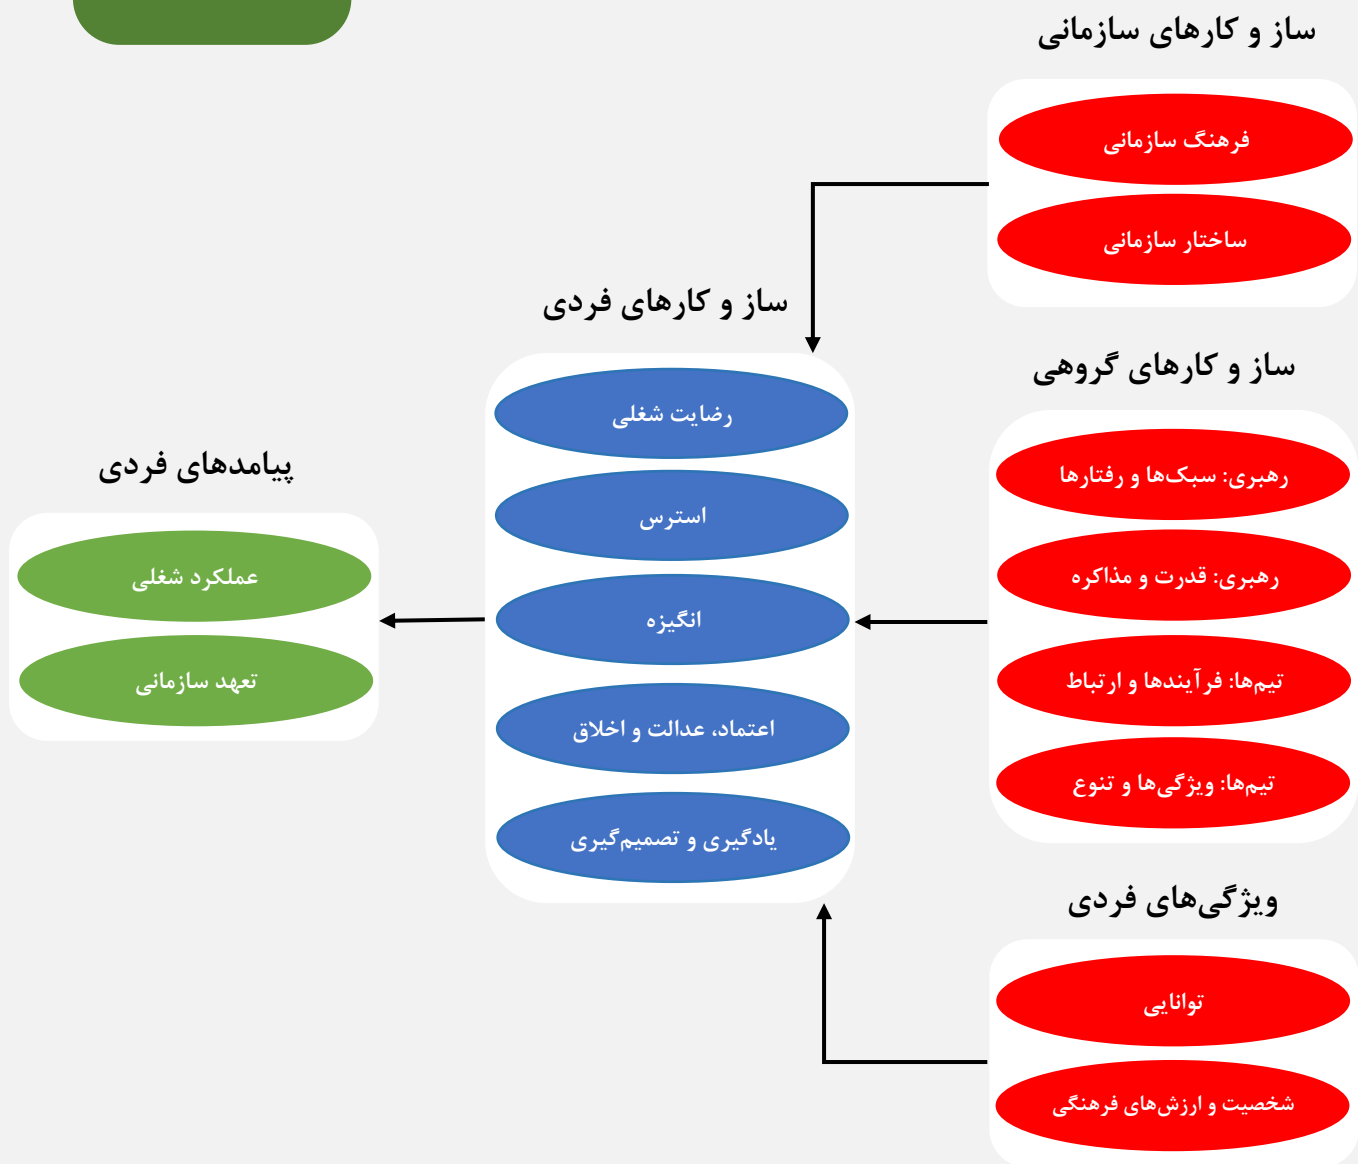 ساز و کارهای سازمانی
فرهنگ سازمانی
ساختار سازمانی
ساز و کارهای گروهی
رهبری: سبک‌ها و رفتارها
رهبری: قدرت و مذاکره
تیم‌ها: فرآیندها و ارتباط
تیم‌ها: ویژگی‌ها و تنوع
ویژگی‌های فردی
توانایی
شخصیت و ارزش‌های فرهنگی
ساز و کارهای فردی
رضایت شغلی
استرس
انگیزه
اعتماد، عدالت و اخلاق
یادگیری و تصمیم‌گیری
پیامدهای فردی
عملکرد شغلی
تعهد سازمانی